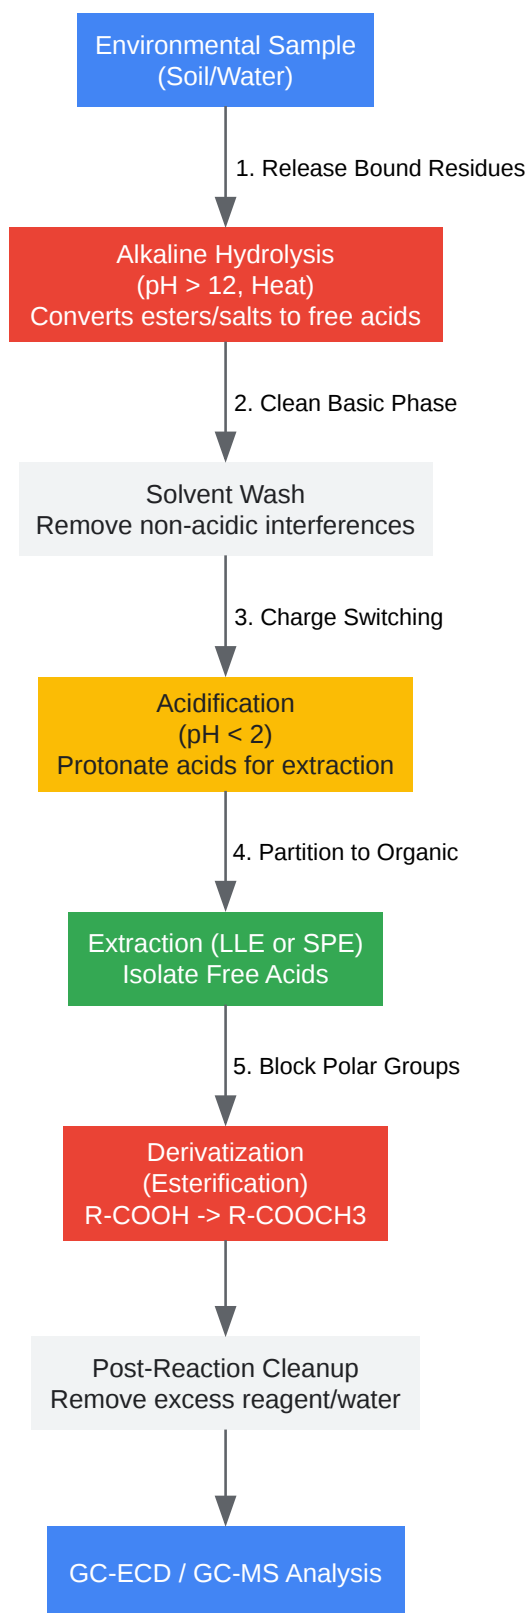 Environmental Sample
(Soil/Water)
1. Release Bound Residues
Alkaline Hydrolysis
(pH > 12, Heat)
Converts esters/salts to free acids
2. Clean Basic Phase
Solvent Wash
Remove non-acidic interferences
3. Charge Switching
Acidification
(pH < 2)
Protonate acids for extraction
4. Partition to Organic
Extraction (LLE or SPE)
Isolate Free Acids
5. Block Polar Groups
Derivatization
(Esterification)
R-COOH -> R-COOCH3
Post-Reaction Cleanup
Remove excess reagent/water
GC-ECD / GC-MS Analysis